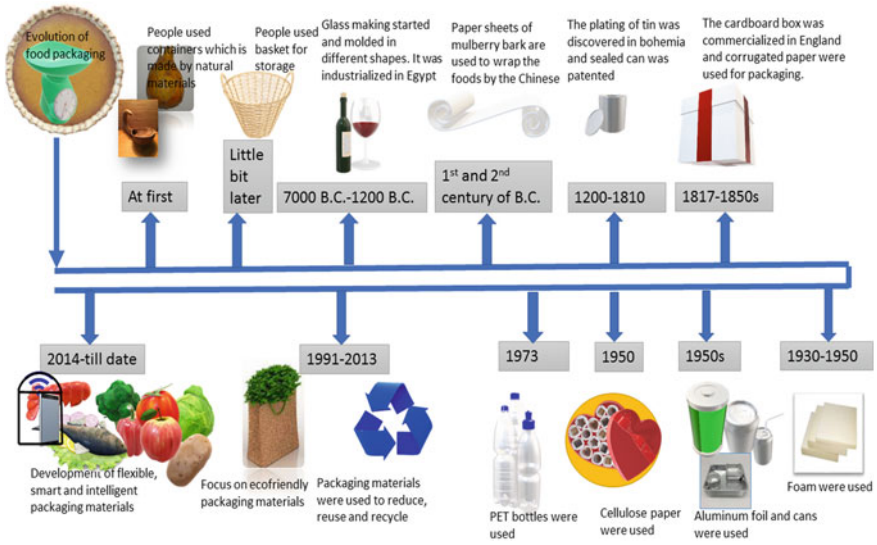 Evolution of
food packaging
People used
containers which is
made by natural
materials
People used
basket for
storage
Glass making started
and molded in
different shapes. It was
industrialized in Egypt
Paper sheets of
mulberry bark are
used to wrap the
foods by the Chinese
The plating of tin was
discovered in bohemia
and sealed can was
patented
The cardboard box was
commercialized in England
and corrugated paper were
used for packaging.
At first
Little
bit
later
7000 B.C.-1200 B.C.
1st and 2nd
century of B.C.
1200-1810
1817-1850s
2014-till date
1991-2013
1973
1950
1950s
1930-1950
Development of flexible,
smart and intelligent
packaging materials
Focus on ecofriendly
packaging materials
Packaging materials
were used to reduce,
reuse and recycle
PET bottles were
used
Cellulose paper
were used
Aluminum foil and cans
were used
Foam were used